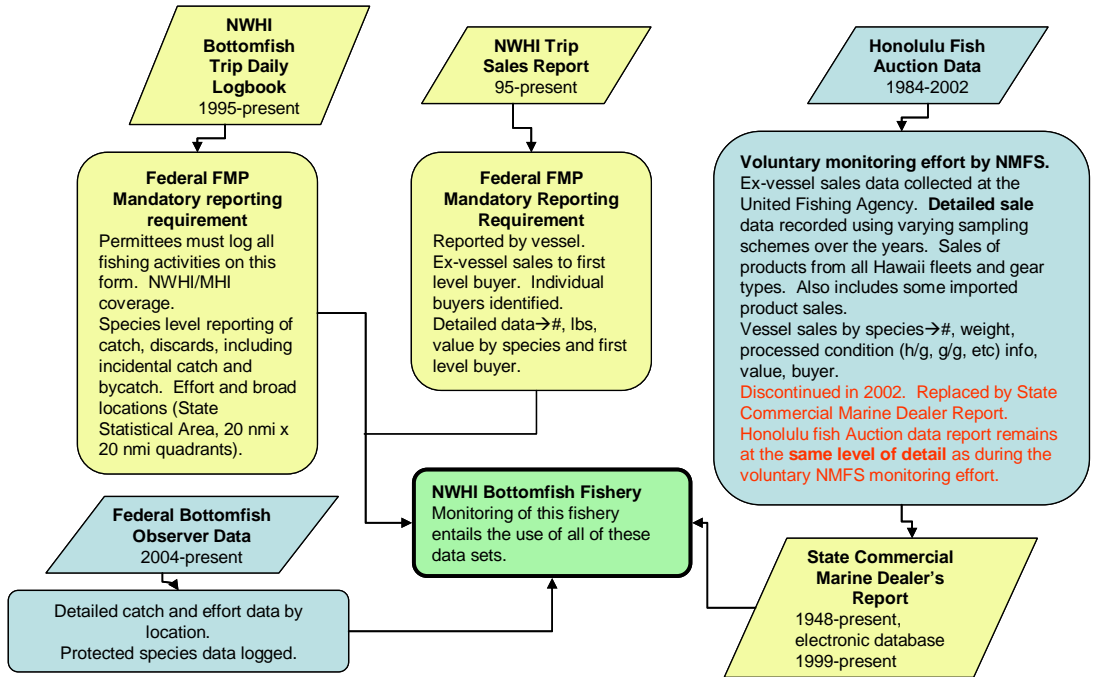 NWHI
Bottomfish
Trip Daily
Logbook
1995-present
NWHI Trip
Sales Report
95-present
Honolulu Fish
Auction Data
1984-2002
Federal FMP
Mandatory reporting
requirement
Permittees must log all
fishing activities on this
form.  NWHI/MHI
coverage.
Species level reporting of
catch, discards, including
incidental catch and
bycatch.  Effort and broad
locations (State
Statistical Area, 20 nmi x
20 nmi quadrants).
Federal FMP
Mandatory Reporting
Requirement
Reported by vessel.
Ex-vessel sales to first
level buyer.  Individual
buyers identified.
Detailed data→#, lbs,
value by species and first
level buyer.
Voluntary monitoring effort by NMFS.
Ex-vessel sales data collected at the
United Fishing Agency.  Detailed sale
data recorded using varying sampling
schemes over the years.  Sales of
products from all Hawaii fleets and gear
types.  Also includes some imported
product sales.
Vessel sales by species→#, weight,
processed condition (h/g, g/g, etc) info,
value, buyer.
Discontinued in 2002.  Replaced by State
Commercial Marine Dealer Report.
Honolulu fish Auction data report remains
at the same level of detail as during the
voluntary NMFS monitoring effort.
NWHI Bottomfish Fishery
Monitoring of this fishery
entails the use of all of these
data sets.
Federal Bottomfish
Observer Data
2004-present
Detailed catch and effort data by
location.
Protected species data logged.
State Commercial
Marine Dealer's
Report
1948-present,
electronic database
1999-present